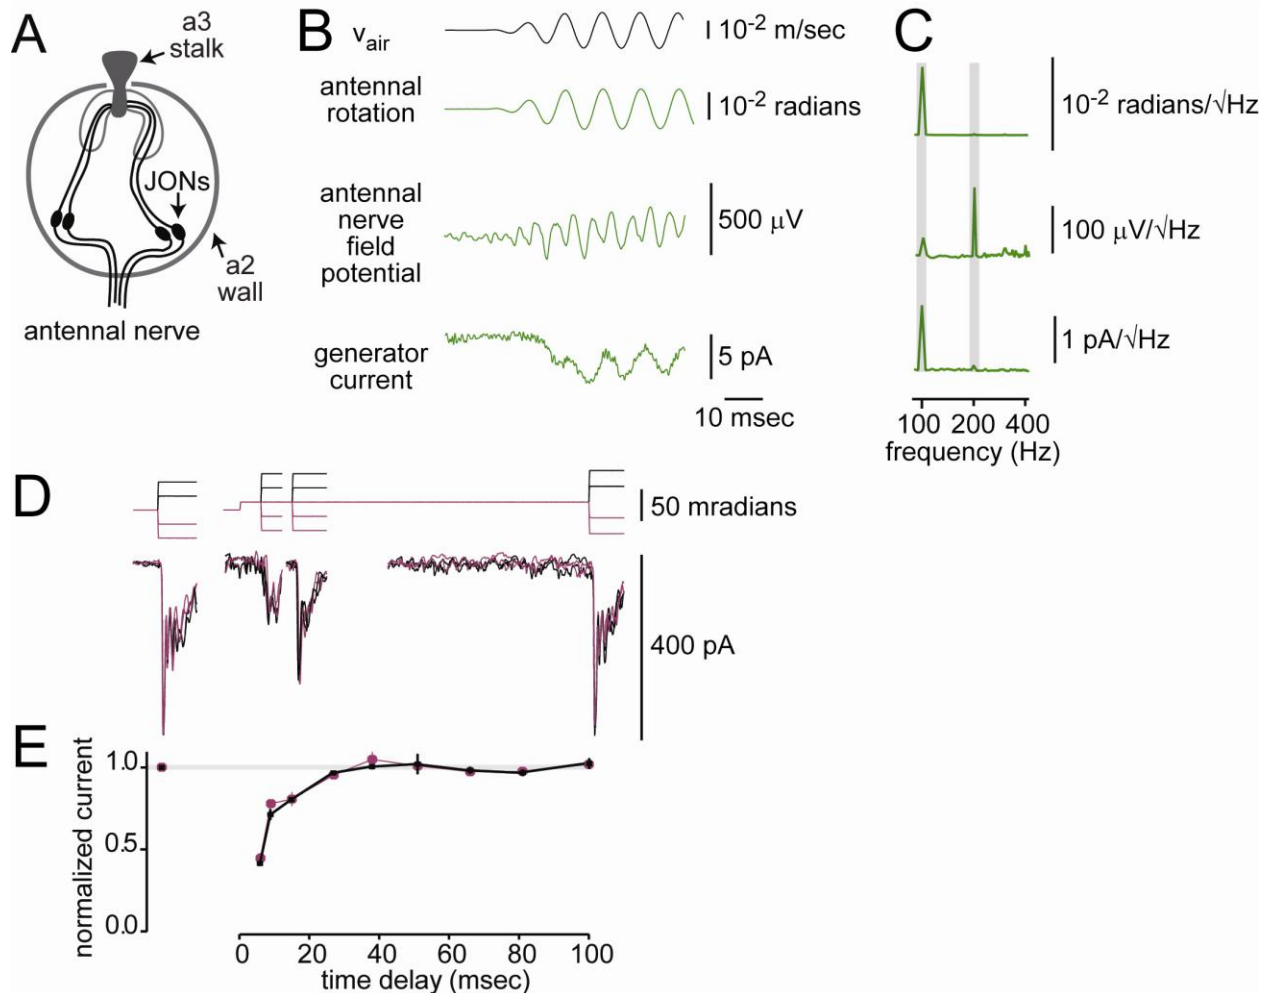 A
a3
stalk
JONs
a2
wall
antennal nerve
B
vair
10-2 m/sec
antennal
rotation
10-2 radians
antennal
nerve
field
potential
500 μV
generator
current
5 pA
10 msec
C
10-2 radians/√Hz
100 μV/√Hz
1 pA/√Hz
100 200 400
frequency (Hz)
D
50 mradians
400 pA
E
normalized current
1.0
0.5
0.0
0 20 40 60 80 100
time delay (msec)